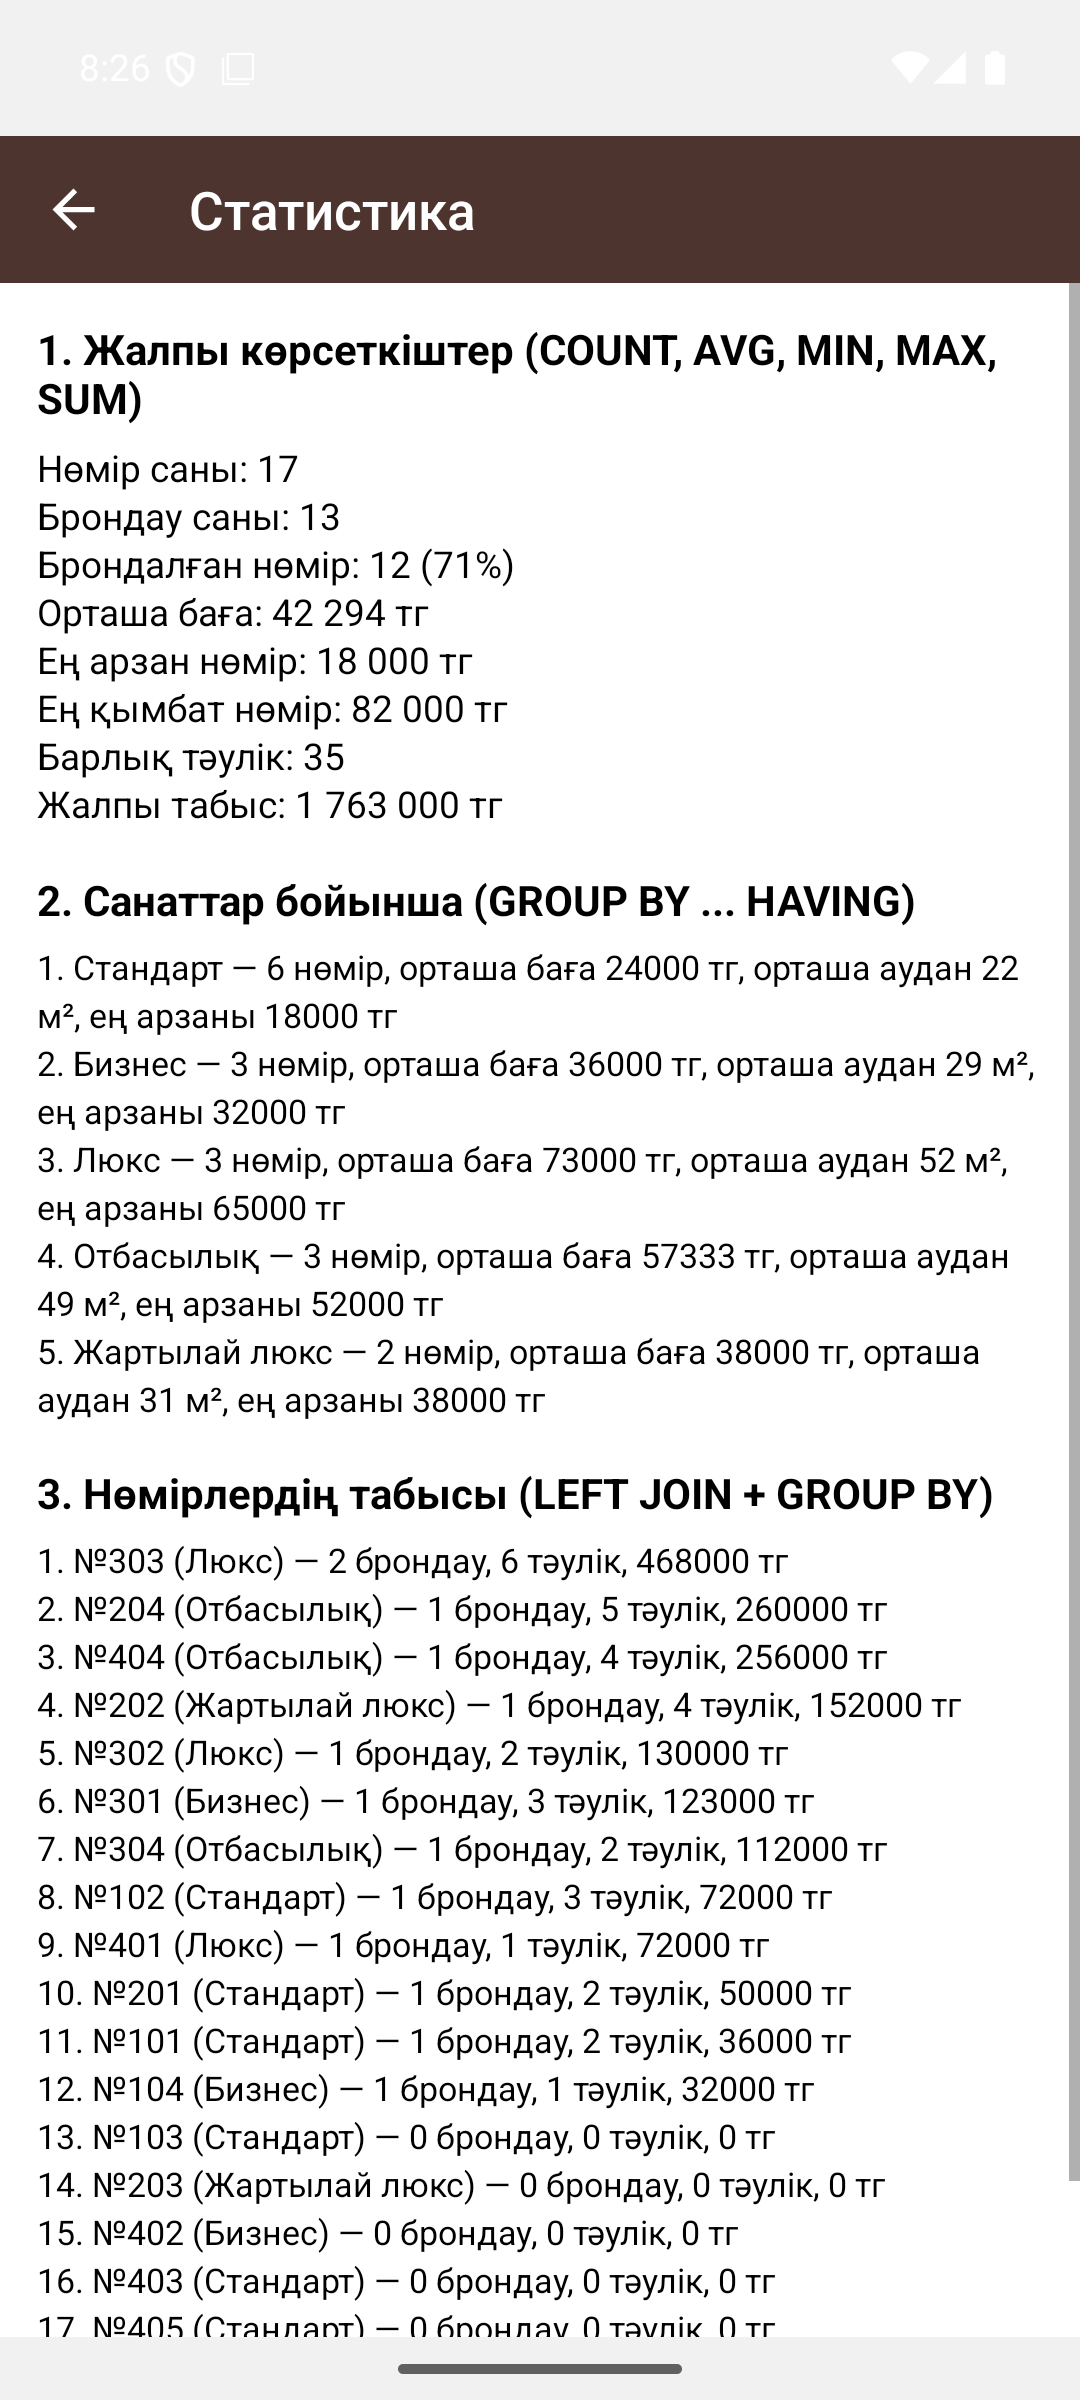 8:26
Статистика
1. Жалпы көрсеткіштер (COUNT, AVG, MIN, MAX,
SUM)
Нөмір саны: 17
Брондау саны: 13
Брондалған нөмір: 12 (71%)
Орташа баға: 42 294 тг
Ең арзан нөмір: 18 000 тг
Ең қымбат нөмір: 82 000 тг
Барлық тәулік: 35
Жалпы табыс: 1 763 000 тг
2. Санаттар бойынша (GROUP BY ... HAVING)
1. Стандарт — 6 нөмір, орташа баға 24000 тг, орташа аудан 22
м², ең арзаны 18000 тг
2. Бизнес — 3 нөмір, орташа баға 36000 тг, орташа аудан 29 м²,
ең арзаны 32000 тг
3. Люкс — 3 нөмір, орташа баға 73000 тг, орташа аудан 52 м²,
ең арзаны 65000 тг
4. Отбасылық — 3 нөмір, орташа баға 57333 тг, орташа аудан
49 м², ең арзаны 52000 тг
5. Жартылай люкс — 2 нөмір, орташа баға 38000 тг, орташа
аудан 31 м², ең арзаны 38000 тг
3. Нөмірлердің табысы (LEFT JOIN + GROUP BY)
1. №303 (Люкс) — 2 брондау, 6 тәулік, 468000 тг
2. №204 (Отбасылық) — 1 брондау, 5 тәулік, 260000 тг
3. №404 (Отбасылық) — 1 брондау, 4 тәулік, 256000 тг
4. №202 (Жартылай люкс) — 1 брондау, 4 тәулік, 152000 тг
5. №302 (Люкс) — 1 брондау, 2 тәулік, 130000 тг
6. №301 (Бизнес) — 1 брондау, 3 тәулік, 123000 тг
7. №304 (Отбасылық) — 1 брондау, 2 тәулік, 112000 тг
8. №102 (Стандарт) — 1 брондау, 3 тәулік, 72000 тг
9. №401 (Люкс) — 1 брондау, 1 тәулік, 72000 тг
10. №201 (Стандарт) — 1 брондау, 2 тәулік, 50000 тг
11. №101 (Стандарт) — 1 брондау, 2 тәулік, 36000 тг
12. №104 (Бизнес) — 1 брондау, 1 тәулік, 32000 тг
13. №103 (Стандарт) — 0 брондау, 0 тәулік, 0 тг
14. №203 (Жартылай люкс) — 0 брондау, 0 тәулік, 0 тг
15. №402 (Бизнес) — 0 брондау, 0 тәулік, 0 тг
16. №403 (Стандарт) — 0 брондау, 0 тәулік, 0 тг
17. №405 (Стандарт) — 0 брондау, 0 тәулік, 0 тг